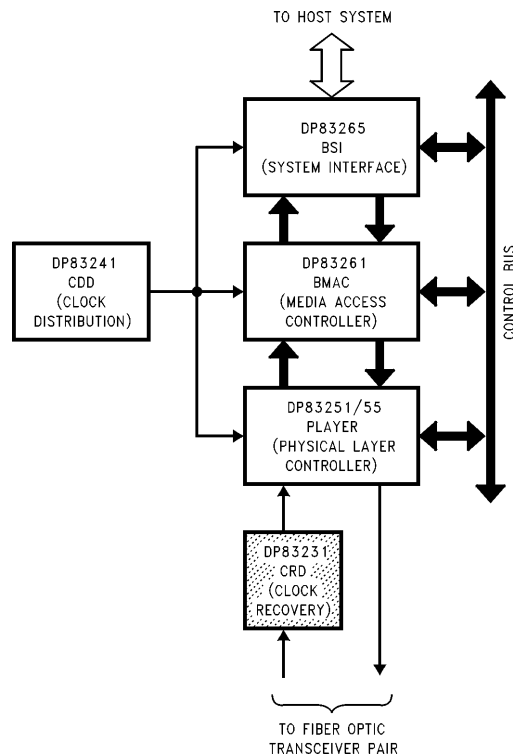 TO HOST SYSTEM
DP83265
BSI
(SYSTEM INTERFACE)
DP83241
CDD
(CLOCK
DISTRIBUTION)
DP83261
BMAC
(MEDIA ACCESS
CONTROLLER)
CONTROL BUS
DP83251/55
PLAYER
(PHYSICAL LAYER
CONTROLLER)
DP83231
CRD
(CLOCK
RECOVERY)
TO FIBER OPTIC
TRANSCEIVER PAIR